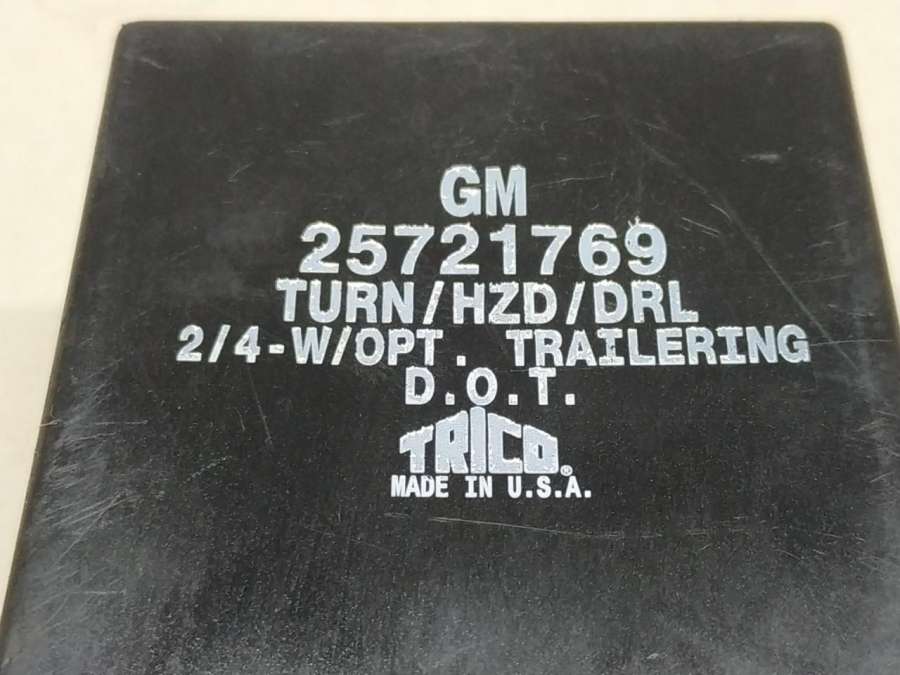 GM
25721769
TURN/HZD/DRL
2/4-W/OPT. TRAILERING
D.O.T.
TRICO®
MADE IN U.S.A.